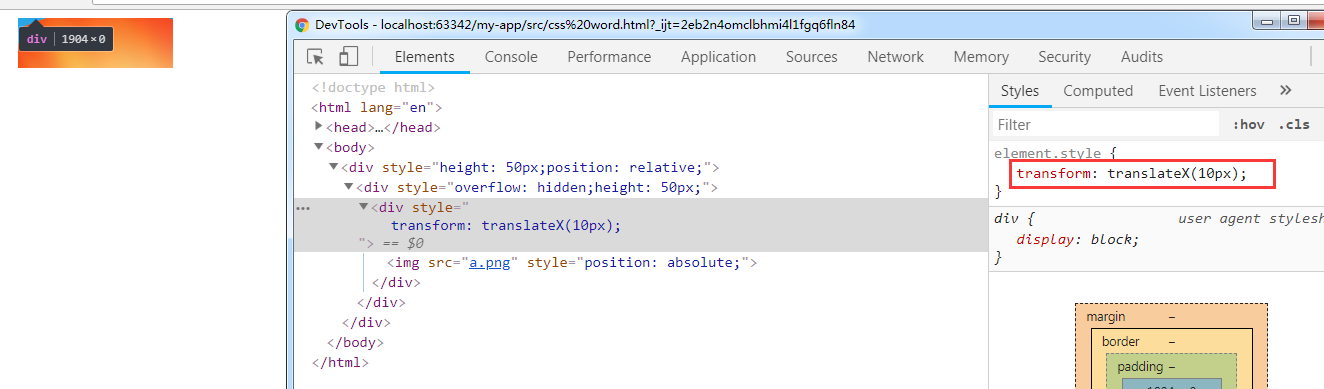 DevTools - localhost:63342/my-app/src/css%20word.html?_ijt=2eb2n4omclbhmi4l1fgq6fln84
div | 1904 × 0
Elements Console Performance Application Sources Network Memory Security Audits
<!doctype html>
<html lang="en">
<head>…</head>
<body>
<div style="height: 50px;position: relative;">
<div style="overflow: hidden;height: 50px;">
… <div style="
transform: translateX(10px);
"> == $0
<img src="a.png" style="position: absolute;">
</div>
</div>
</div>
</body>
</html>
Styles Computed Event Listeners »
Filter :hov .cls
element.style {
transform: translateX(10px);
}
div { user agent stylesh
display: block;
}
margin –
border –
padding –